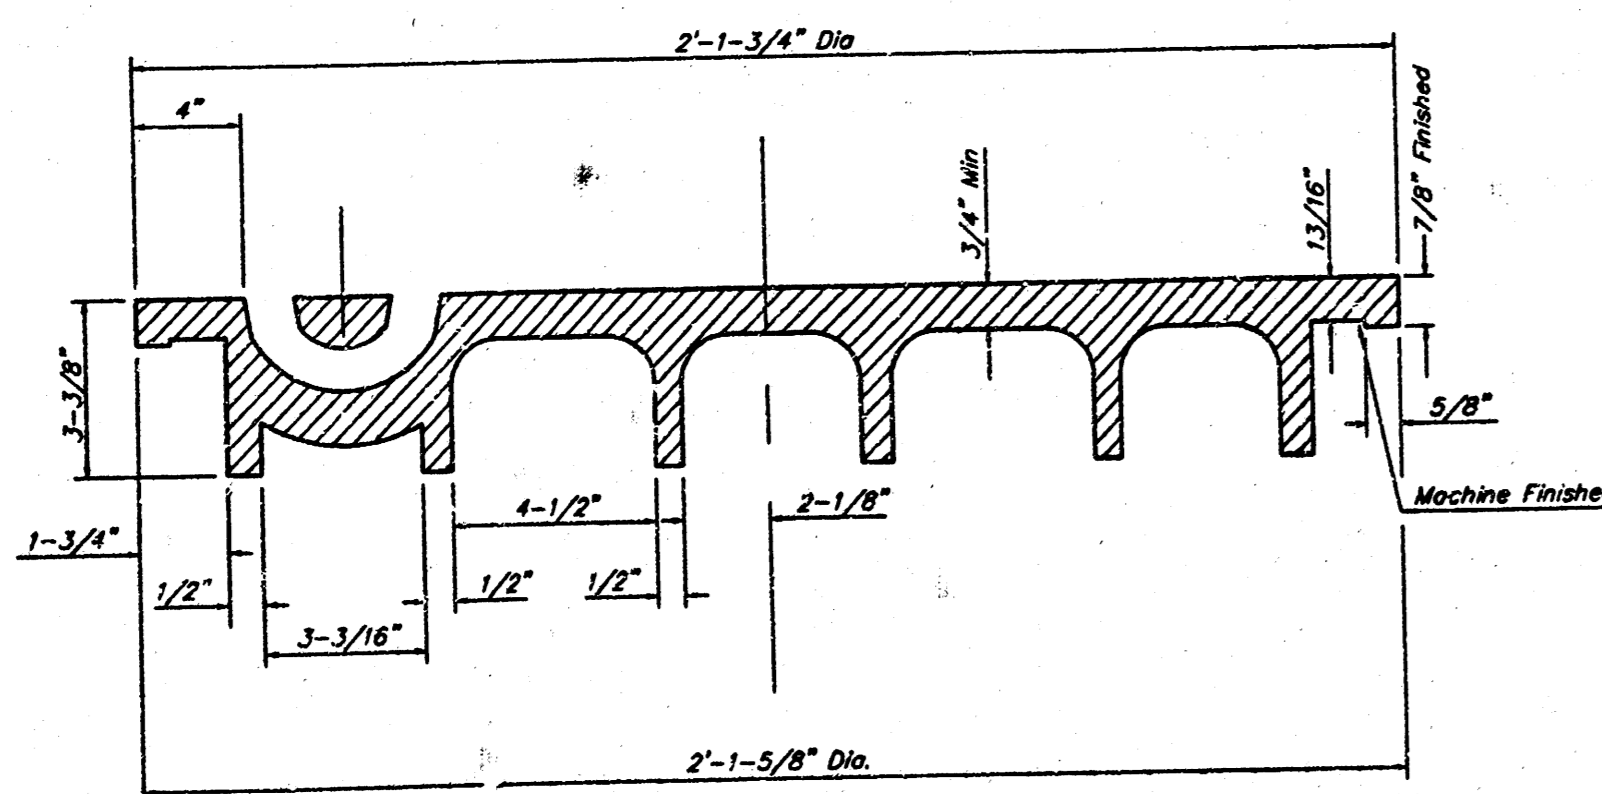 2'-1-3/4" Dia
4"
3/4" Min
13/16"
7/8" Finished
3-3/8"
5/8"
Machine Finishe
4-1/2"
2-1/8"
1-3/4"
1/2"
1/2"
1/2"
3-3/16"
2'-1-5/8" Dia.